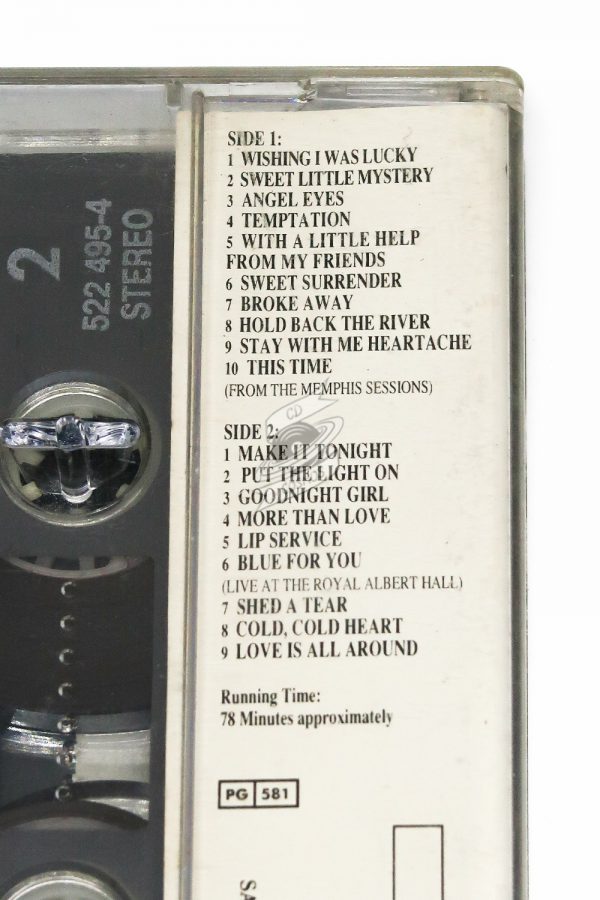 2
522 495-4
STEREO
SIDE 1:
1 WISHING I WAS LUCKY
2 SWEET LITTLE MYSTERY
3 ANGEL EYES
4 TEMPTATION
5 WITH A LITTLE HELP
FROM MY FRIENDS
6 SWEET SURRENDER
7 BROKE AWAY
8 HOLD BACK THE RIVER
9 STAY WITH ME HEARTACHE
10 THIS TIME
(FROM THE MEMPHIS SESSIONS)
CD
SIDE 2:
1 MAKE IT TONIGHT
2 PUT THE LIGHT ON
3 GOODNIGHT GIRL
4 MORE THAN LOVE
5 LIP SERVICE
6 BLUE FOR YOU
(LIVE AT THE ROYAL ALBERT HALL)
7 SHED A TEAR
8 COLD, COLD HEART
9 LOVE IS ALL AROUND
Running Time:
78 Minutes approximately
PG 581
SA